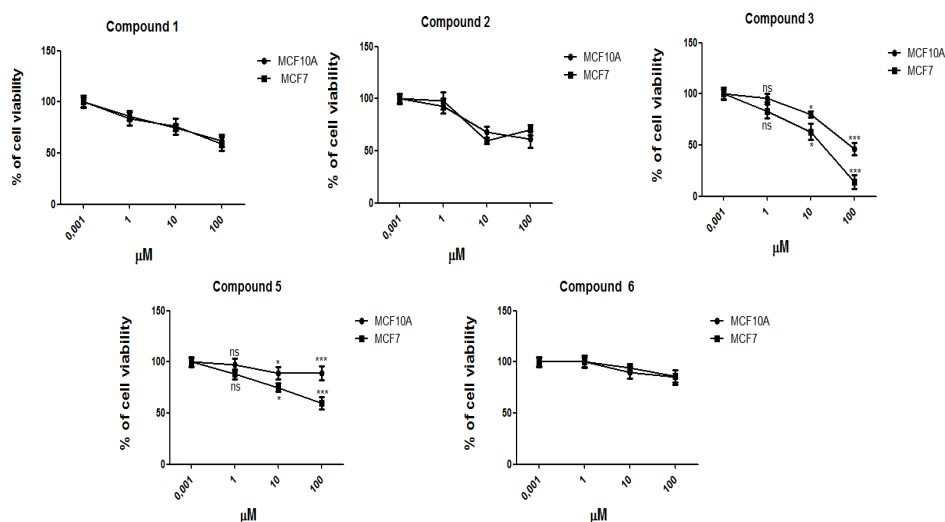 Compound 1
% of cell viability
150
100
50
0
0,001
1
10
100
µM
MCF10A
MCF7
Compound 2
% of cell viability
150
100
50
0
0,001
1
10
100
µM
MCF10A
MCF7
Compound 3
% of cell viability
150
100
50
0
ns
*
***
ns
*
***
0,001
1
10
100
µM
MCF10A
MCF7
Compound 5
% of cell viability
150
100
50
0
ns
*
***
ns
*
***
0,001
1
10
100
µM
MCF10A
MCF7
Compound 6
% of cell viability
150
100
50
0
0,001
1
10
100
µM
MCF10A
MCF7